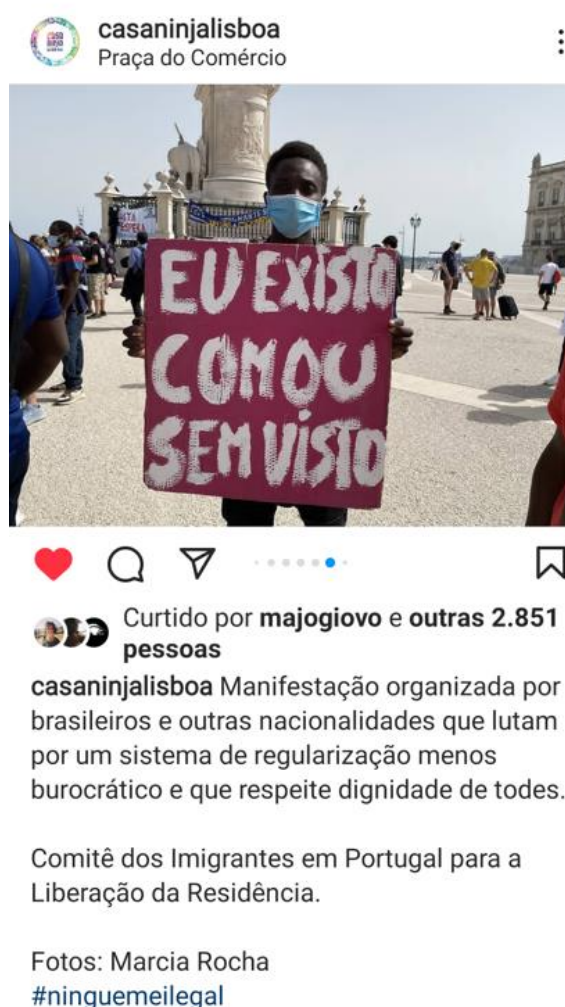 casaninjalisboa
Praça do Comércio
EU EXISTO
COMOU
SEM VISTO
Curtido por majogiovo e outras 2.851
pessoas
casaninjalisboa Manifestação organizada por
brasileiros e outras nacionalidades que lutam
por um sistema de regularização menos
burocrático e que respeite dignidade de todes.
Comitê dos Imigrantes em Portugal para a
Liberação da Residência.
Fotos: Marcia Rocha
#ninguemeilegal